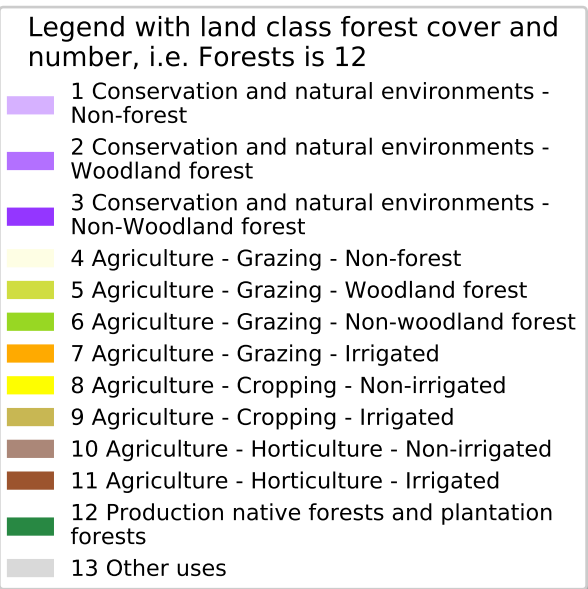 Legend with land class forest cover and
number, i.e. Forests is 12
1 Conservation and natural environments -
Non-forest
2 Conservation and natural environments -
Woodland forest
3 Conservation and natural environments -
Non-Woodland forest
4 Agriculture - Grazing - Non-forest
5 Agriculture - Grazing - Woodland forest
6 Agriculture - Grazing - Non-woodland forest
7 Agriculture - Grazing - Irrigated
8 Agriculture - Cropping - Non-irrigated
9 Agriculture - Cropping - Irrigated
10 Agriculture - Horticulture - Non-irrigated
11 Agriculture - Horticulture - Irrigated
12 Production native forests and plantation
forests
13 Other uses